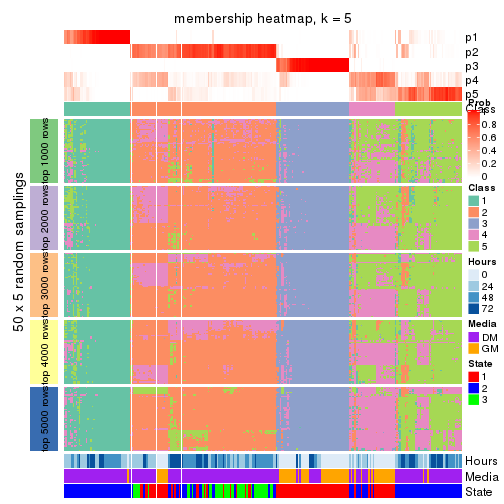 membership heatmap, k = 5
p1
p2
p3
p4
p5
Class
50 x 5 random samplings
top 1000 rows
top 2000 rows
top 3000 rows
top 4000 rows
top 5000 rows
Hours
Media
State
Prob
1
0.8
0.6
0.4
0.2
0
Class
1
2
3
4
5
Hours
0
24
48
72
Media
DM
GM
State
1
2
3